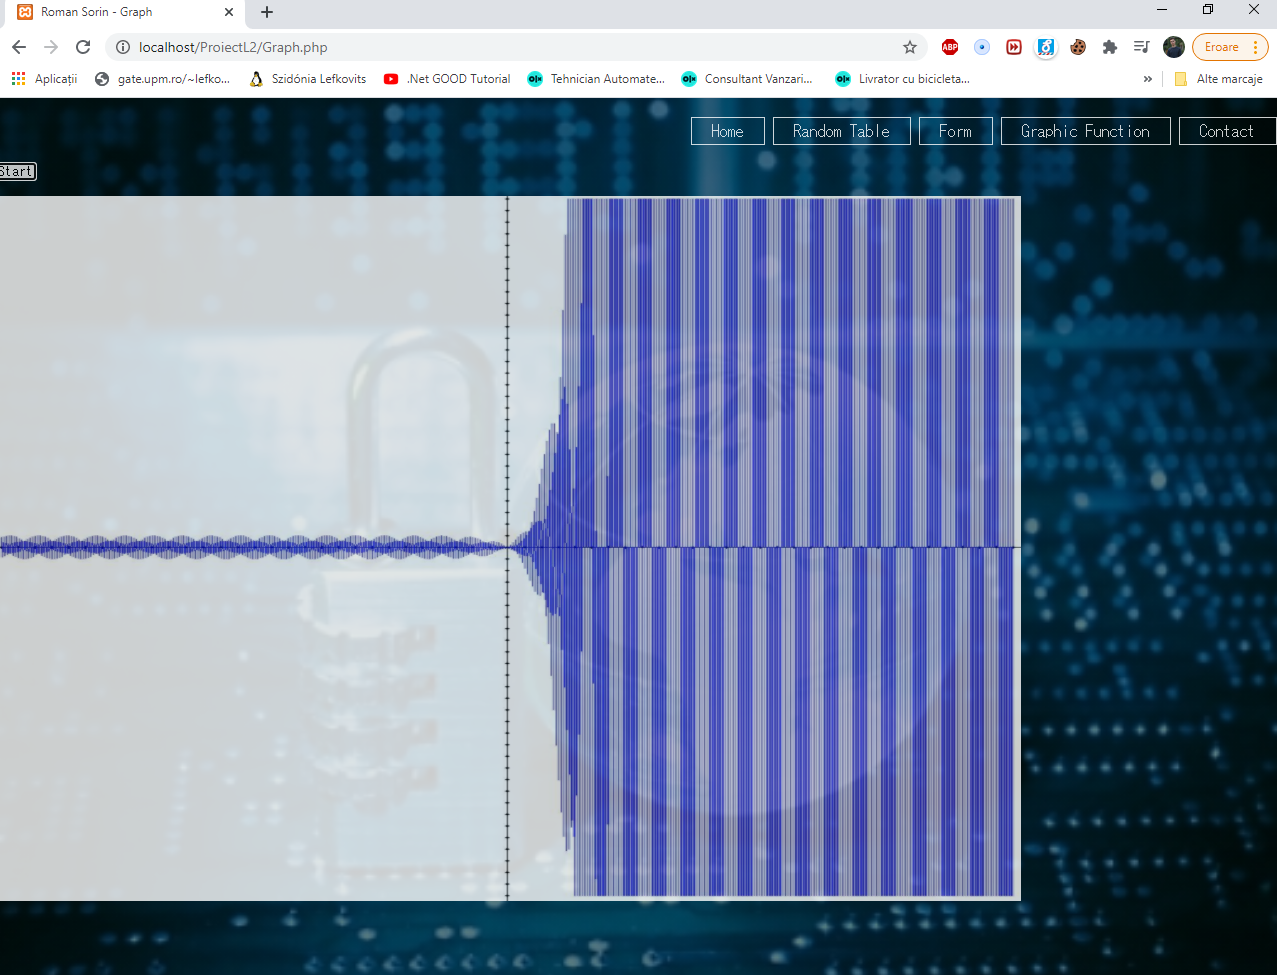 Roman Sorin - Graph
localhost/ProiectL2/Graph.php
ABP
Eroare
Aplicații
gate.upm.ro/~lefko...
Szidónia Lefkovits
.Net GOOD Tutorial
Tehnician Automate...
Consultant Vanzari...
Livrator cu bicicleta...
»
Alte marcaje
Home
Random Table
Form
Graphic Function
Contact
Start